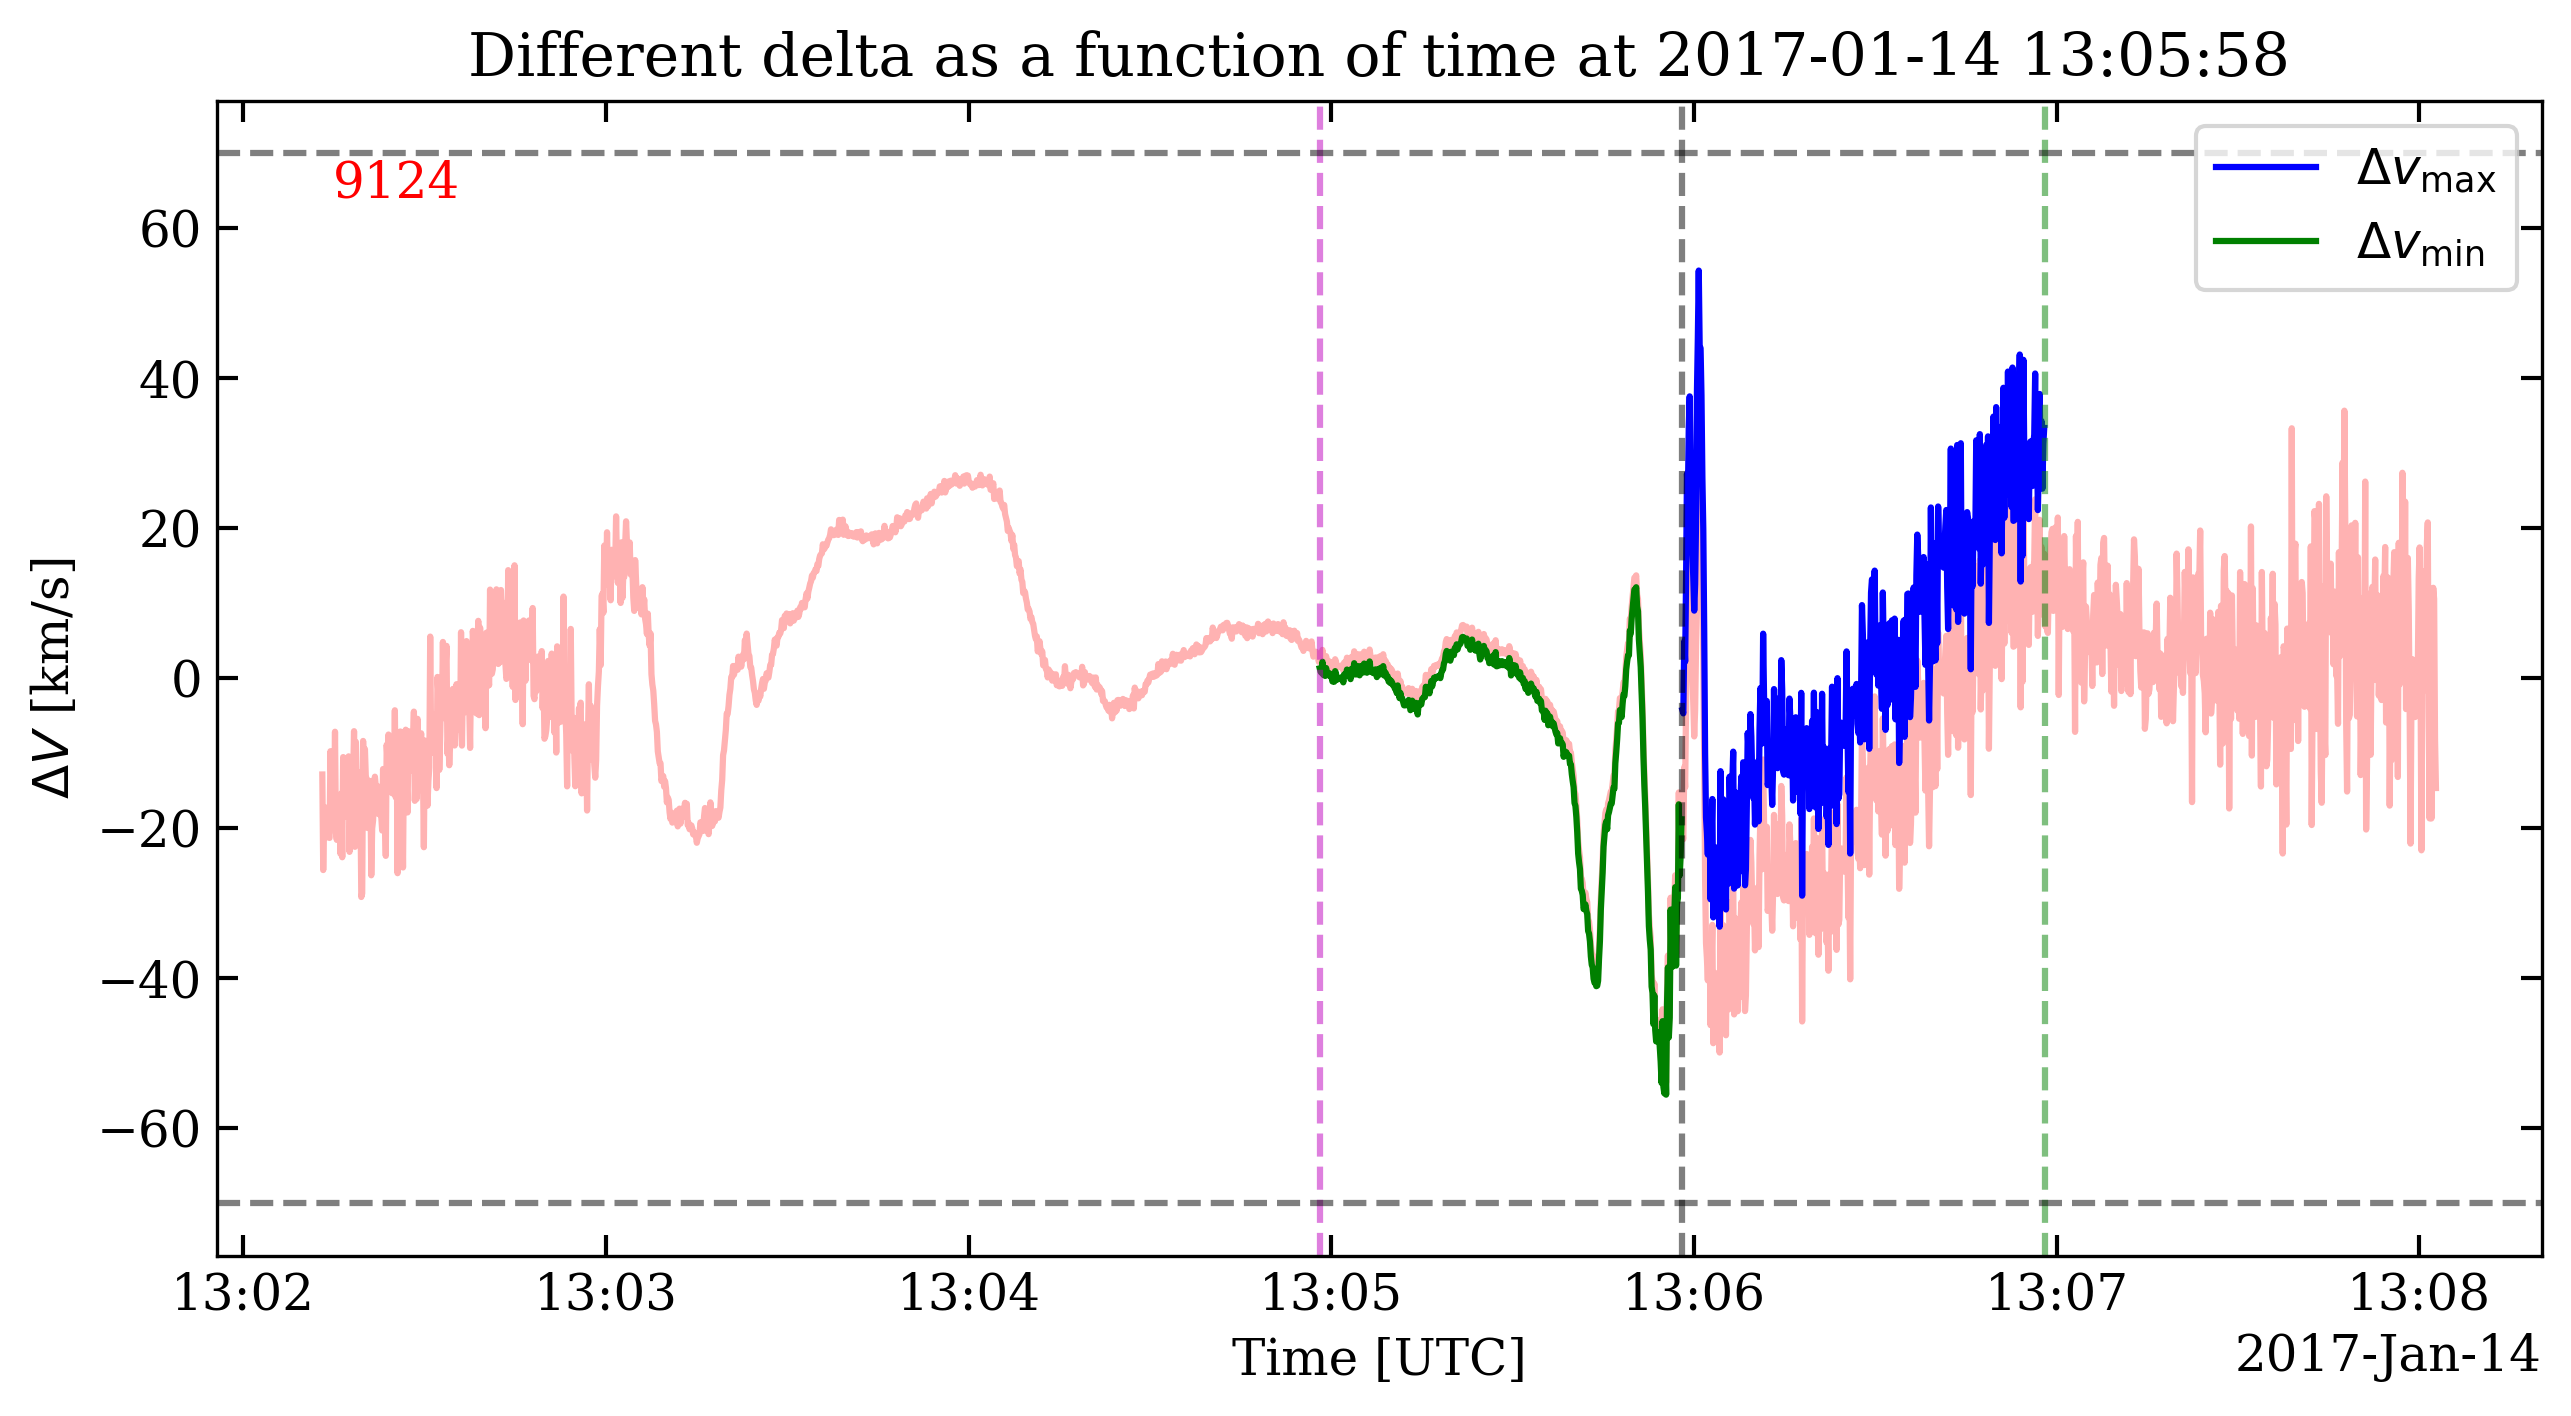 Different delta as a function of time at 2017-01-14 13:05:58
9124
Δv_max
Δv_min
60
40
20
0
−20
−40
−60
ΔV [km/s]
13:02 13:03 13:04 13:05 13:06 13:07 13:08
Time [UTC]
2017-Jan-14